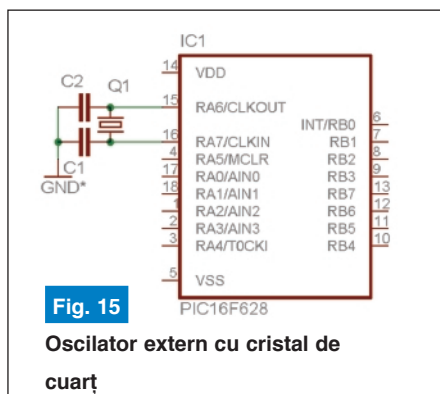 IC1
14 VDD
C2 Q1
15 RA6/CLKOUT
INT/RB0 6
16 RA7/CLKIN RB1 7
4 RA5/MCLR RB2 8
C1
GND*
17 RA0/AIN0 RB3 9
18 RA1/AIN1 RB7 13
1 RA2/AIN2 RB6 12
2 RA3/AIN3 RB5 11
3 RA4/T0CKI RB4 10
5 VSS
PIC16F628
Fig. 15
Oscilator extern cu cristal de
cuarț